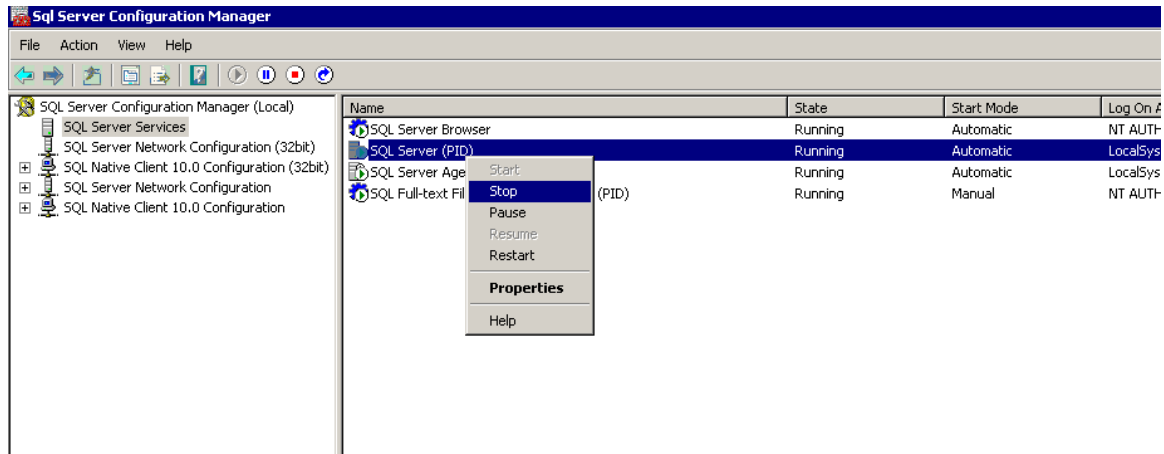 Sql Server Configuration Manager
File Action View Help
SQL Server Configuration Manager (Local)
SQL Server Services
SQL Server Network Configuration (32bit)
SQL Native Client 10.0 Configuration (32bit)
SQL Server Network Configuration
SQL Native Client 10.0 Configuration
Name State Start Mode Log On A
SQL Server Browser Running Automatic NT AUTH
SQL Server (PID) Running Automatic LocalSys
SQL Server Age Running Automatic LocalSys
SQL Full-text Fil (PID) Running Manual NT AUTH
Start
Stop
Pause
Resume
Restart
Properties
Help